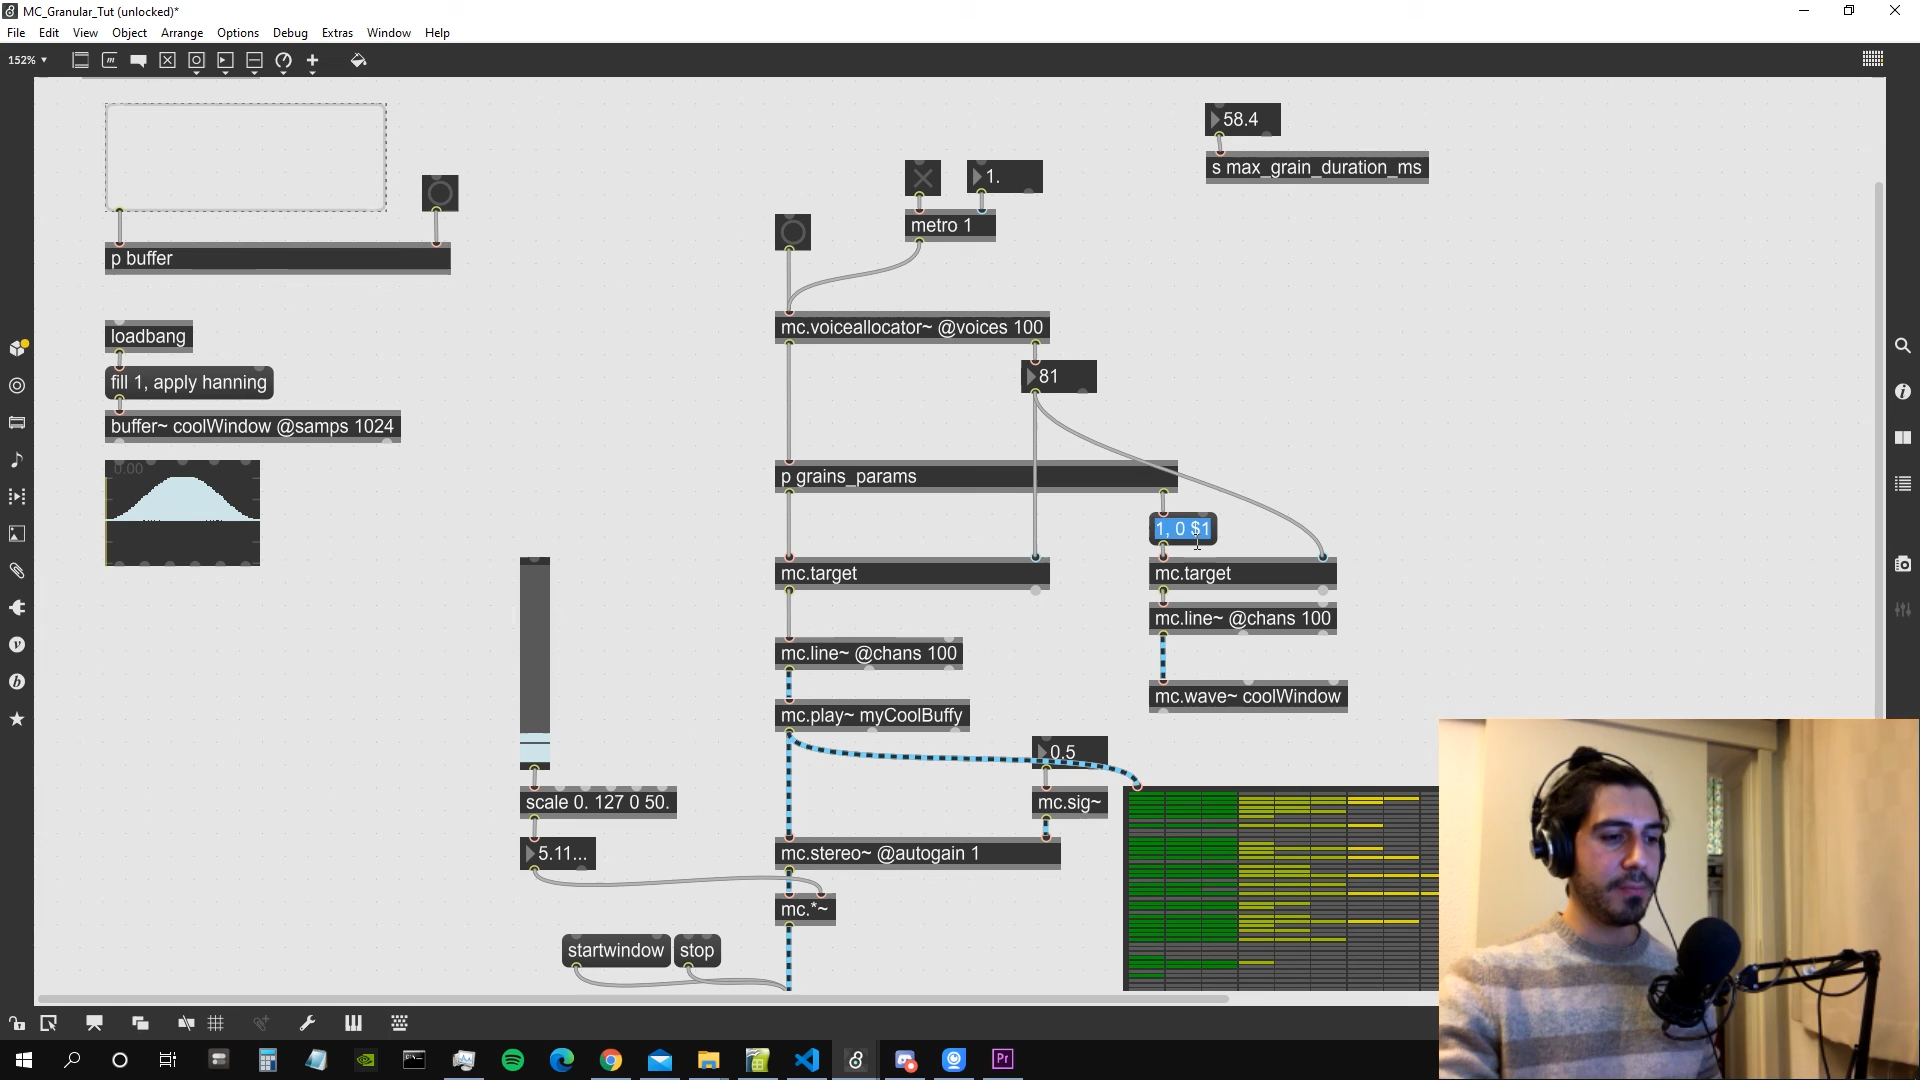 MC_Granular_Tut (unlocked)*
File Edit View Object Arrange Options Debug Extras Window Help
152%
58.4
s max_grain_duration_ms
1.
metro 1
p buffer
mc.voiceallocator~ @voices 100
loadbang
81
fill 1, apply hanning
buffer~ coolWindow @samps 1024
0.00
p grains_params
1, 0 $1
mc.target
mc.target
mc.line~ @chans 100
mc.line~ @chans 100
mc.wave~ coolWindow
mc.play~ myCoolBuffy
0.5
scale 0. 127 0 50.
mc.sig~
5.11...
mc.stereo~ @autogain 1
mc.*~
startwindow
stop
Pr